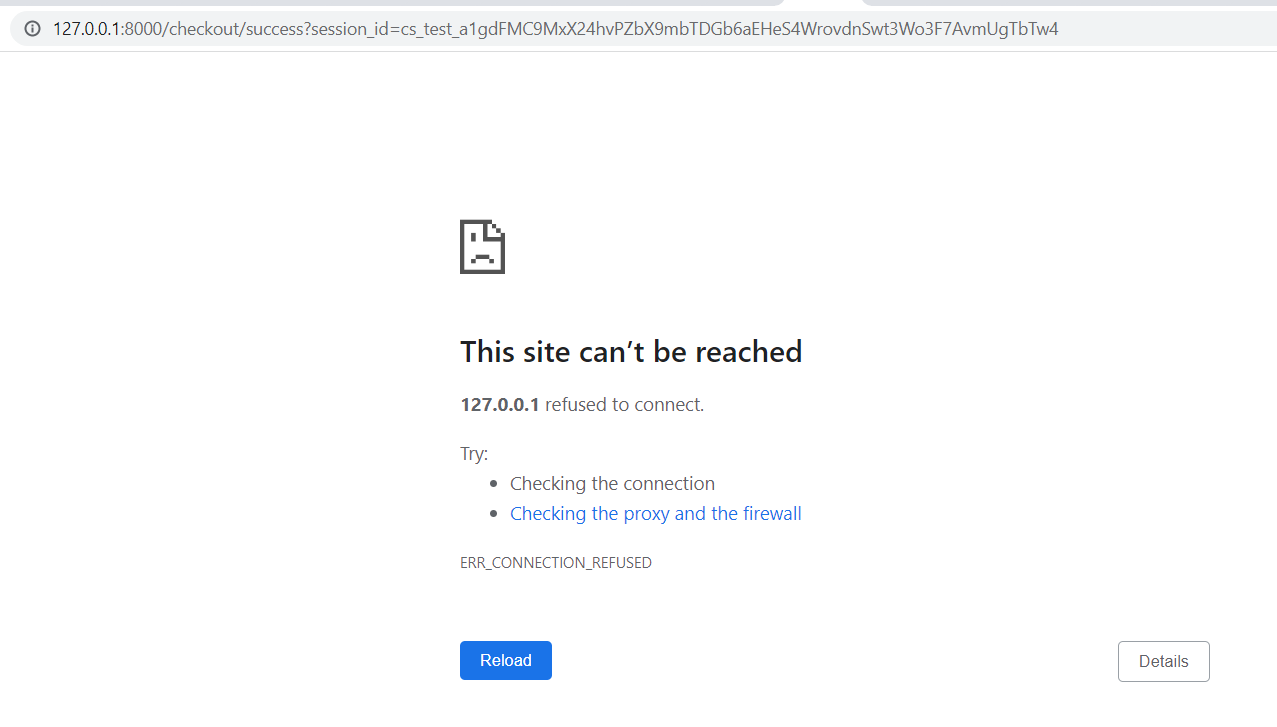 127.0.0.1:8000/checkout/success?session_id=cs_test_a1gdFMC9MxX24hvPZbX9mbTDGb6aEHeS4WrovdnSwt3Wo3F7AvmUgTbTw4
This site can’t be reached
127.0.0.1 refused to connect.
Try:
• Checking the connection
• Checking the proxy and the firewall
ERR_CONNECTION_REFUSED
Reload
Details